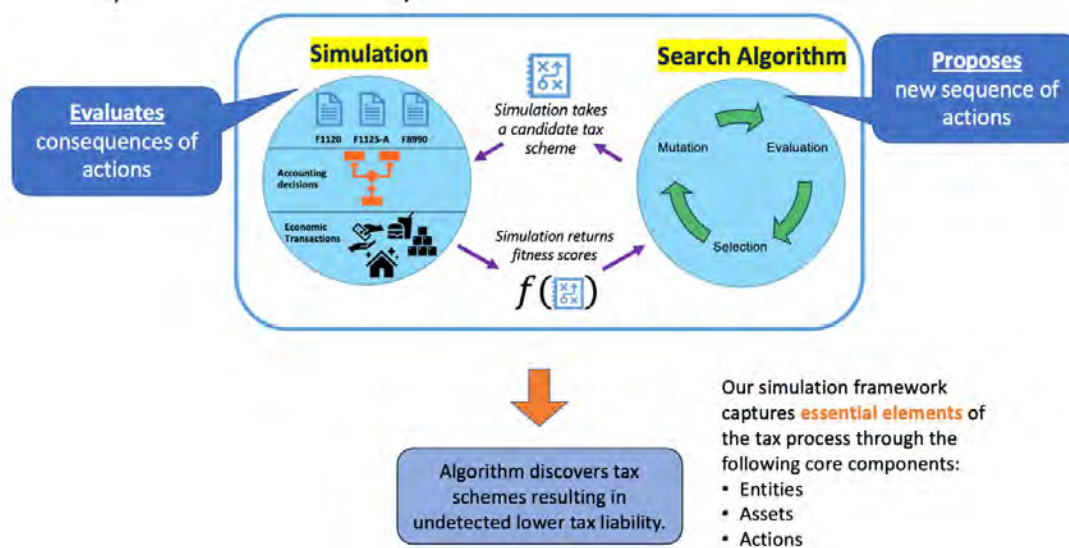 Simulation
Search Algorithm
Evaluates
consequences of
actions
Proposes
new sequence of
actions
F1120
F1125-A
F8990
Accounting
decisions
Economic
Transactions
Simulation takes
a candidate tax
scheme
Simulation returns
fitness scores
f( )
Mutation
Evaluation
Selection
Algorithm discovers tax
schemes resulting in
undetected lower tax liability.
Our simulation framework
captures essential elements of
the tax process through the
following core components:
• Entities
• Assets
• Actions